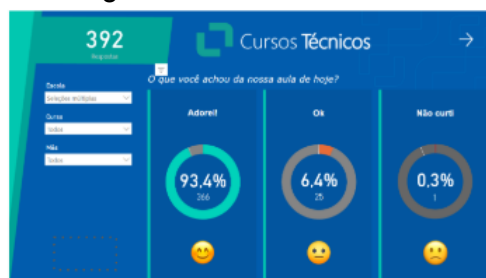 392
Respostas
Cursos Técnicos
O que você achou da nossa aula de hoje?
Escola
Seleções múltiplas
Curso
Todos
Mês
Todos
Adorei!
93,4%
366
Ok
6,4%
25
Não curti
0,3%
1